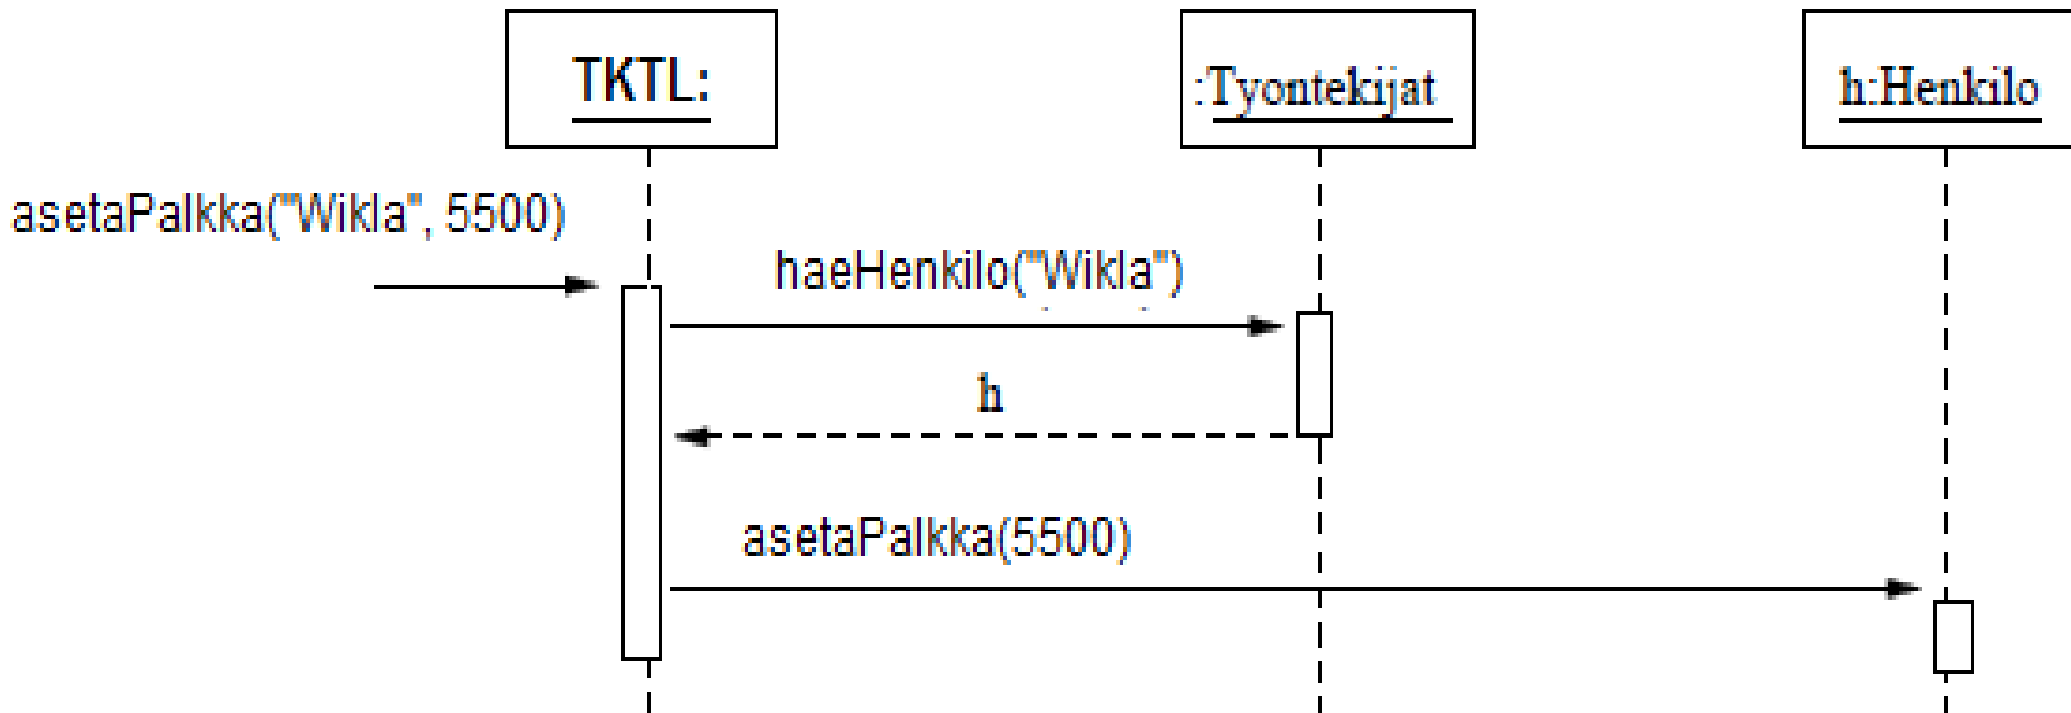 TKTL:
:Tyontekijat
h:Henkilo
asetaPalkka("Wikla", 5500)
haeHenkilo("Wikla")
h
asetaPalkka(5500)